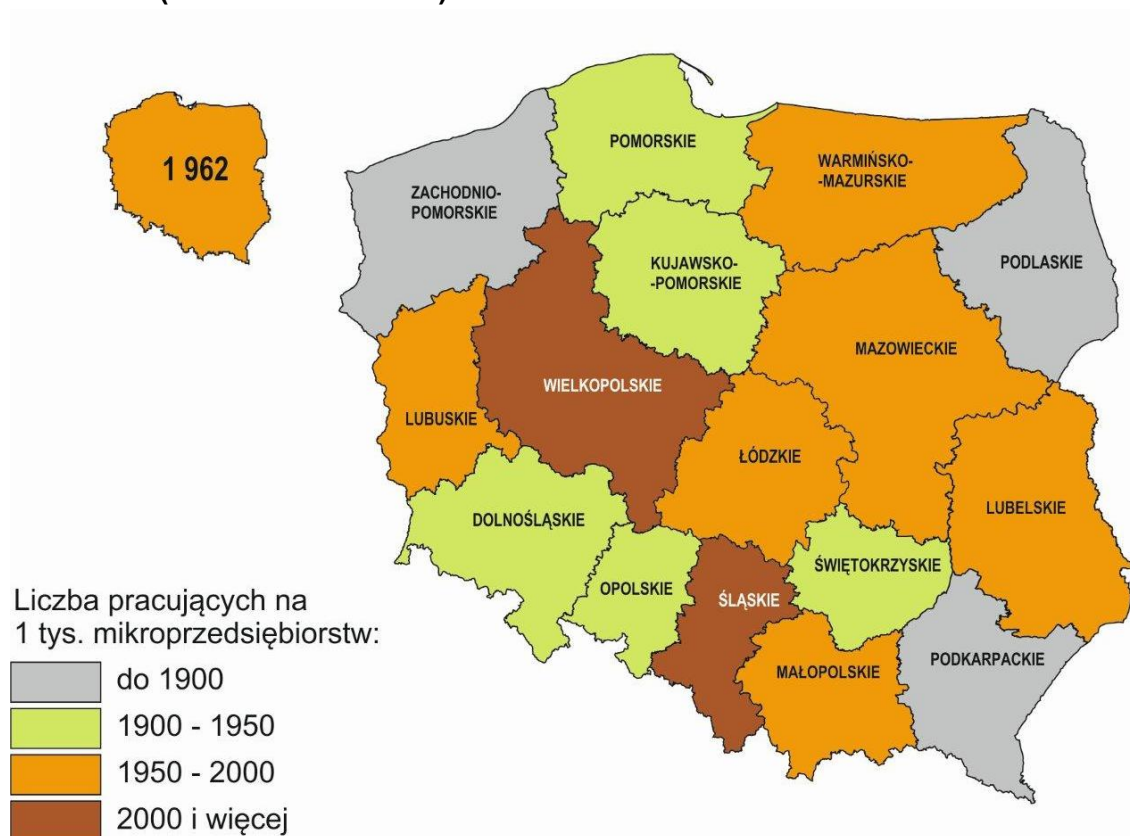 1 962
POMORSKIE
WARMIŃSKO-
-MAZURSKIE
ZACHODNIO-
POMORSKIE
KUJAWSKO-
-POMORSKIE
PODLASKIE
MAZOWIECKIE
WIELKOPOLSKIE
LUBUSKIE
ŁÓDZKIE
LUBELSKIE
DOLNOŚLĄSKIE
ŚWIĘTOKRZYSKIE
OPOLSKIE
ŚLĄSKIE
PODKARPACKIE
MAŁOPOLSKIE
Liczba pracujących na
1 tys. mikroprzedsiębiorstw:
do 1900
1900 - 1950
1950 - 2000
2000 i więcej